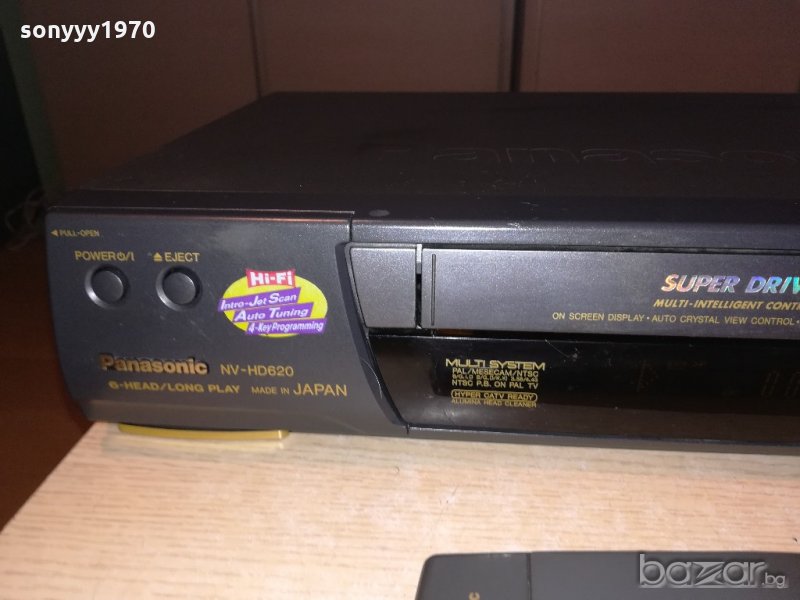 sonyyy1970
◄ PULL-OPEN
POWER ⏻/I
▲ EJECT
Hi-Fi
Intro-Jet Scan
Auto Tuning
4-Key Programming
Panasonic NV-HD620
6-HEAD/LONG PLAY MADE IN JAPAN
SUPER DRIV
MULTI-INTELLIGENT CONT
ON SCREEN DISPLAY • AUTO CRYSTAL VIEW CONTROL •
MULTI SYSTEM
PAL/MESECAM/NTSC
NTSC P.B. ON PAL TV
HYPER CATV READY
ALUMINA HEAD CLEANER
bazar.bg